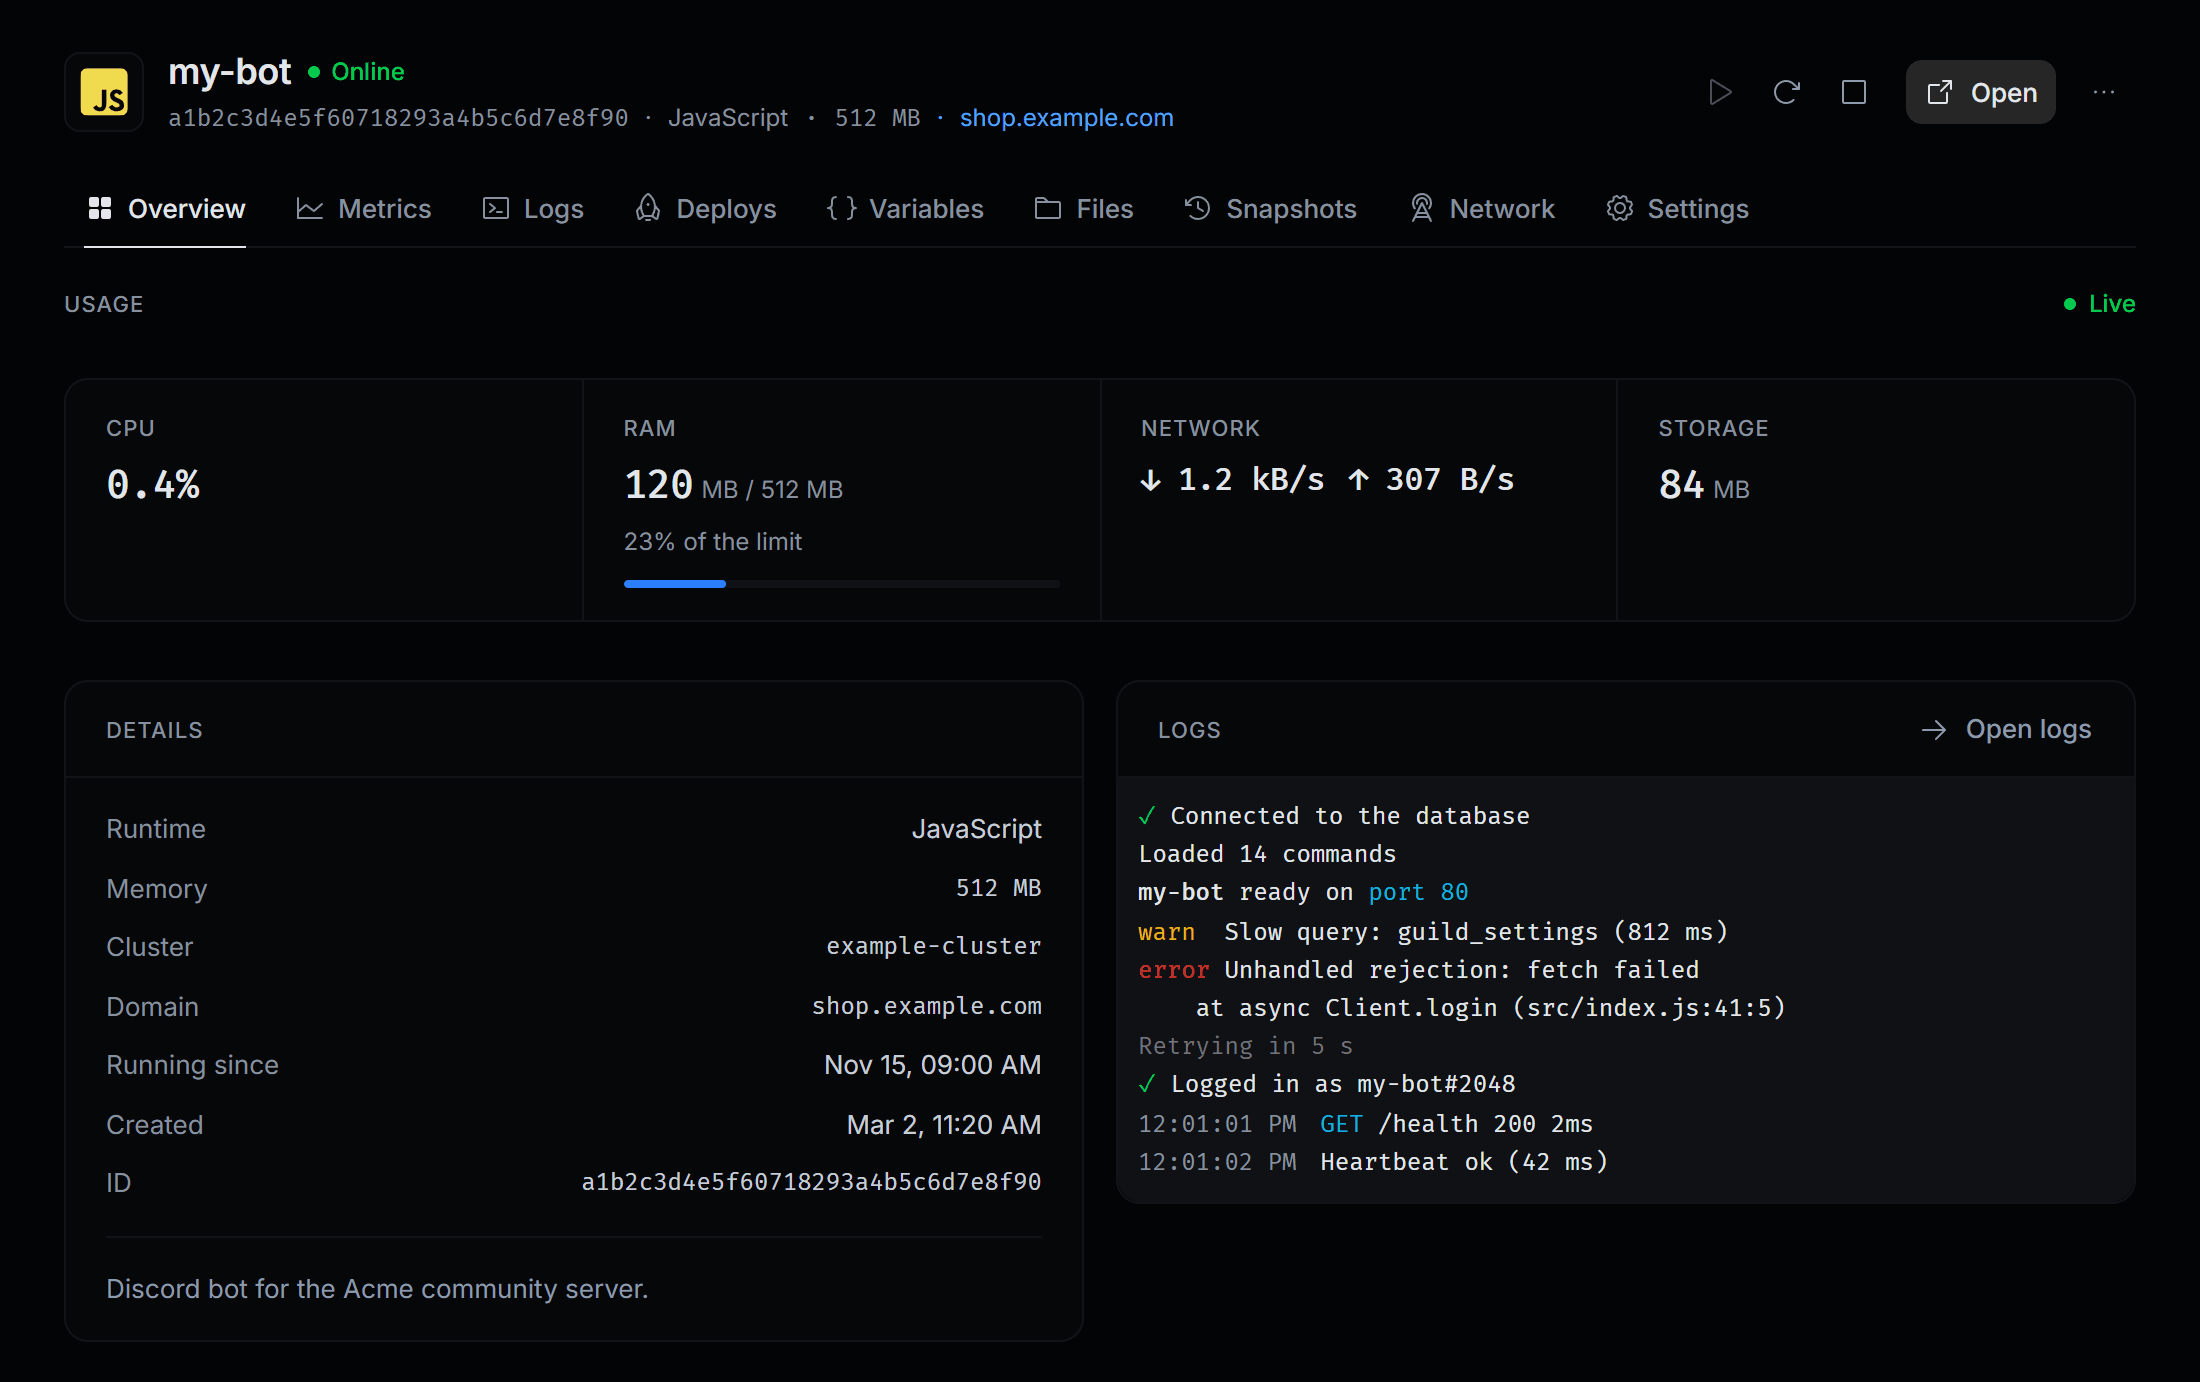 JS
my-bot Online
a1b2c3d4e5f60718293a4b5c6d7e8f90 · JavaScript · 512 MB · shop.example.com
Open
Overview Metrics Logs Deploys Variables Files Snapshots Network Settings
USAGE
Live
CPU
0.4%
RAM
120 MB / 512 MB
23% of the limit
NETWORK
↓ 1.2 kB/s ↑ 307 B/s
STORAGE
84 MB
DETAILS
Runtime JavaScript
Memory 512 MB
Cluster example-cluster
Domain shop.example.com
Running since Nov 15, 09:00 AM
Created Mar 2, 11:20 AM
ID a1b2c3d4e5f60718293a4b5c6d7e8f90
Discord bot for the Acme community server.
LOGS
Open logs
✓ Connected to the database
Loaded 14 commands
my-bot ready on port 80
warn  Slow query: guild_settings (812 ms)
error Unhandled rejection: fetch failed
    at async Client.login (src/index.js:41:5)
Retrying in 5 s
✓ Logged in as my-bot#2048
12:01:01 PM GET /health 200 2ms
12:01:02 PM Heartbeat ok (42 ms)